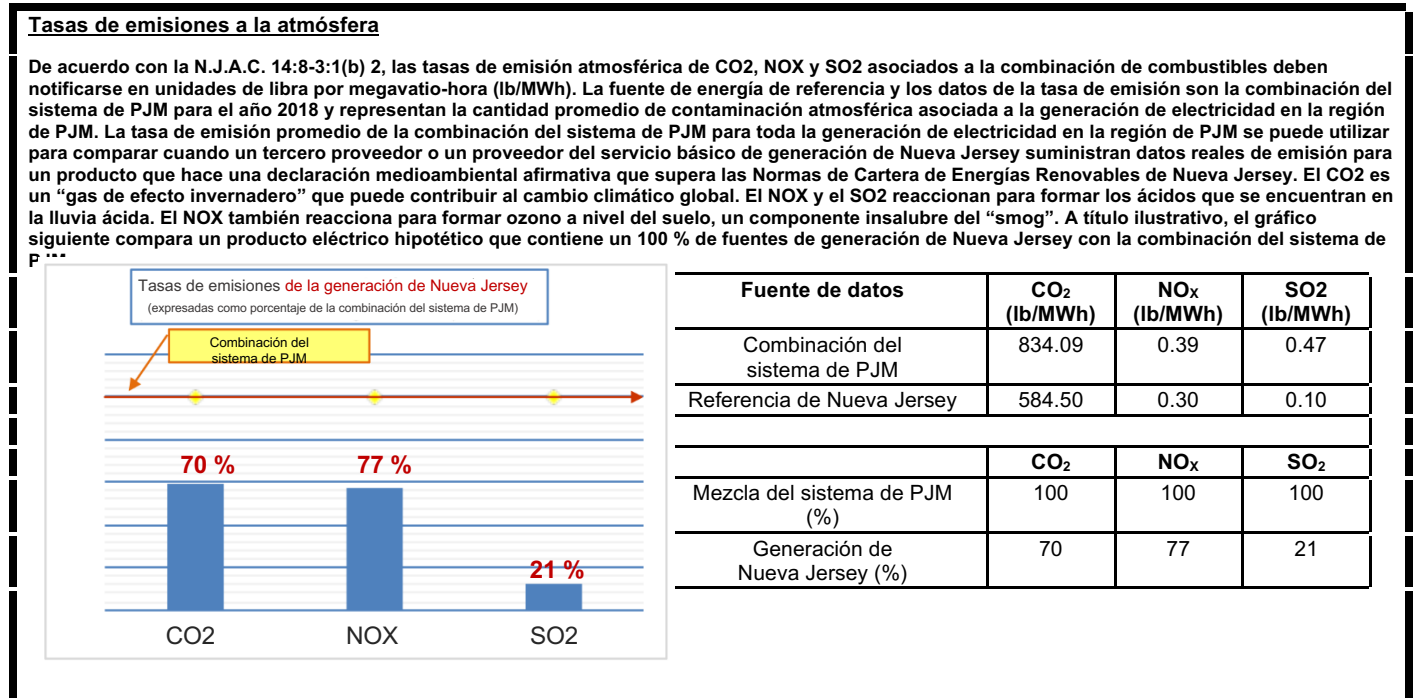 Tasas de emisiones a la atmósfera
De acuerdo con la N.J.A.C. 14:8-3:1(b) 2, las tasas de emisión atmosférica de CO2, NOX y SO2 asociados a la combinación de combustibles deben
notificarse en unidades de libra por megavatio-hora (lb/MWh). La fuente de energía de referencia y los datos de la tasa de emisión son la combinación del
sistema de PJM para el año 2018 y representan la cantidad promedio de contaminación atmosférica asociada a la generación de electricidad en la región
de PJM. La tasa de emisión promedio de la combinación del sistema de PJM para toda la generación de electricidad en la región de PJM se puede utilizar
para comparar cuando un tercero proveedor o un proveedor del servicio básico de generación de Nueva Jersey suministran datos reales de emisión para
un producto que hace una declaración medioambiental afirmativa que supera las Normas de Cartera de Energías Renovables de Nueva Jersey. El CO2 es
un “gas de efecto invernadero” que puede contribuir al cambio climático global. El NOX y el SO2 reaccionan para formar los ácidos que se encuentran en
la lluvia ácida. El NOX también reacciona para formar ozono a nivel del suelo, un componente insalubre del “smog”. A título ilustrativo, el gráfico
siguiente compara un producto eléctrico hipotético que contiene un 100 % de fuentes de generación de Nueva Jersey con la combinación del sistema de
Tasas de emisiones de la generación de Nueva Jersey
(expresadas como porcentaje de la combinación del sistema de PJM)
Combinación del
sistema de PJM
70 %
77 %
21 %
CO2 NOX SO2
Fuente de datos CO₂ (lb/MWh) NOx (lb/MWh) SO2 (lb/MWh)
Combinación del sistema de PJM 834.09 0.39 0.47
Referencia de Nueva Jersey 584.50 0.30 0.10
CO₂ NOx SO₂
Mezcla del sistema de PJM (%) 100 100 100
Generación de Nueva Jersey (%) 70 77 21